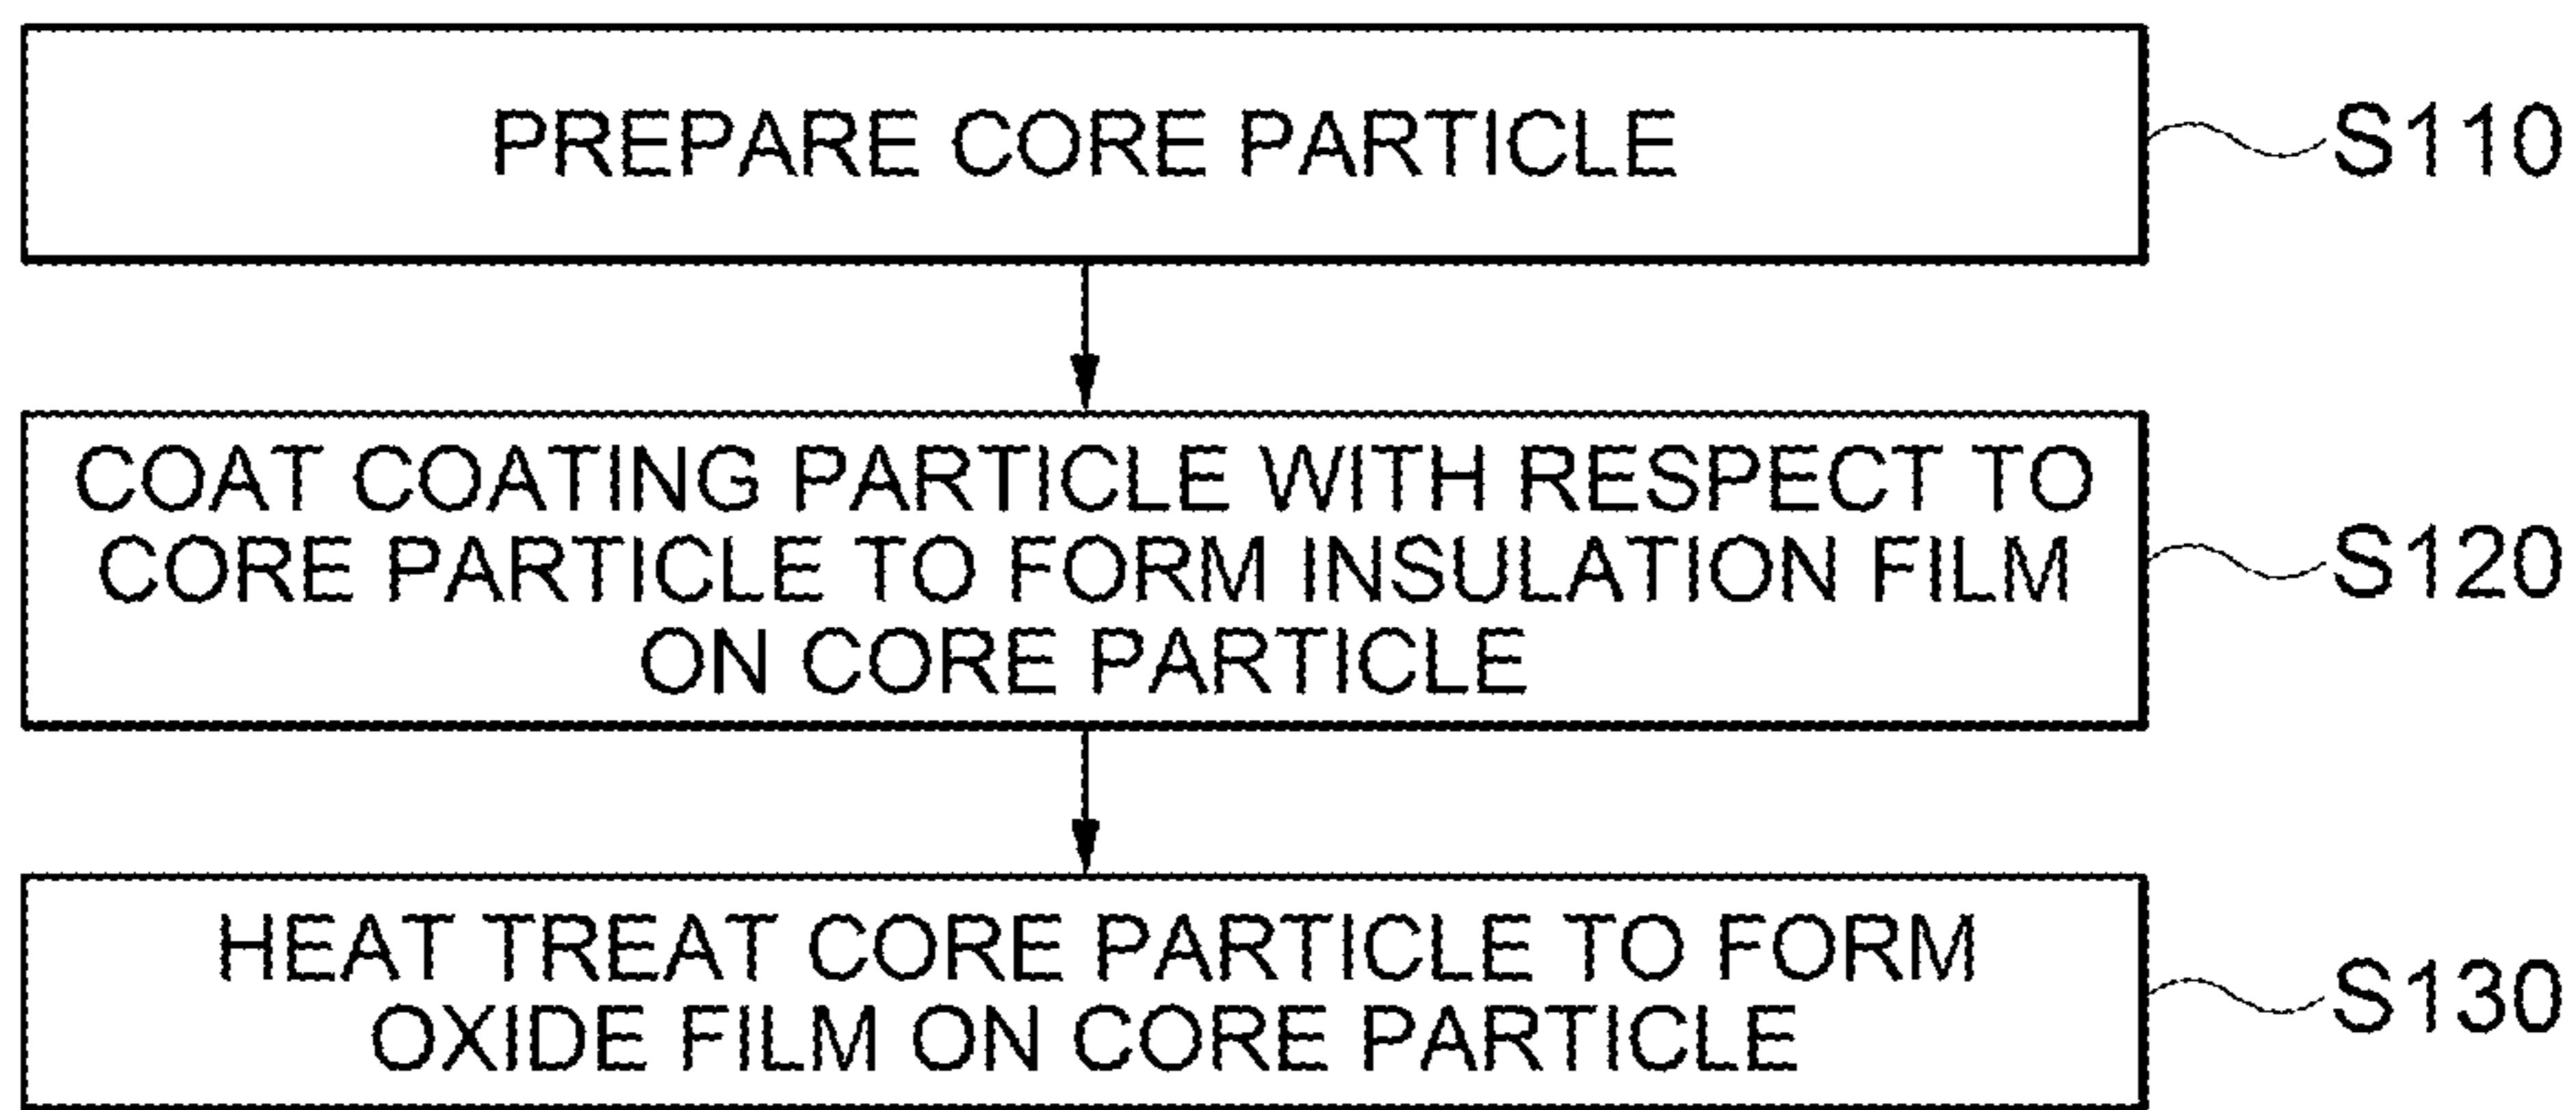 PREPARE CORE PARTICLE
S110
COAT COATING PARTICLE WITH RESPECT TO
CORE PARTICLE TO FORM INSULATION FILM
ON CORE PARTICLE
S120
HEAT TREAT CORE PARTICLE TO FORM
OXIDE FILM ON CORE PARTICLE
S130